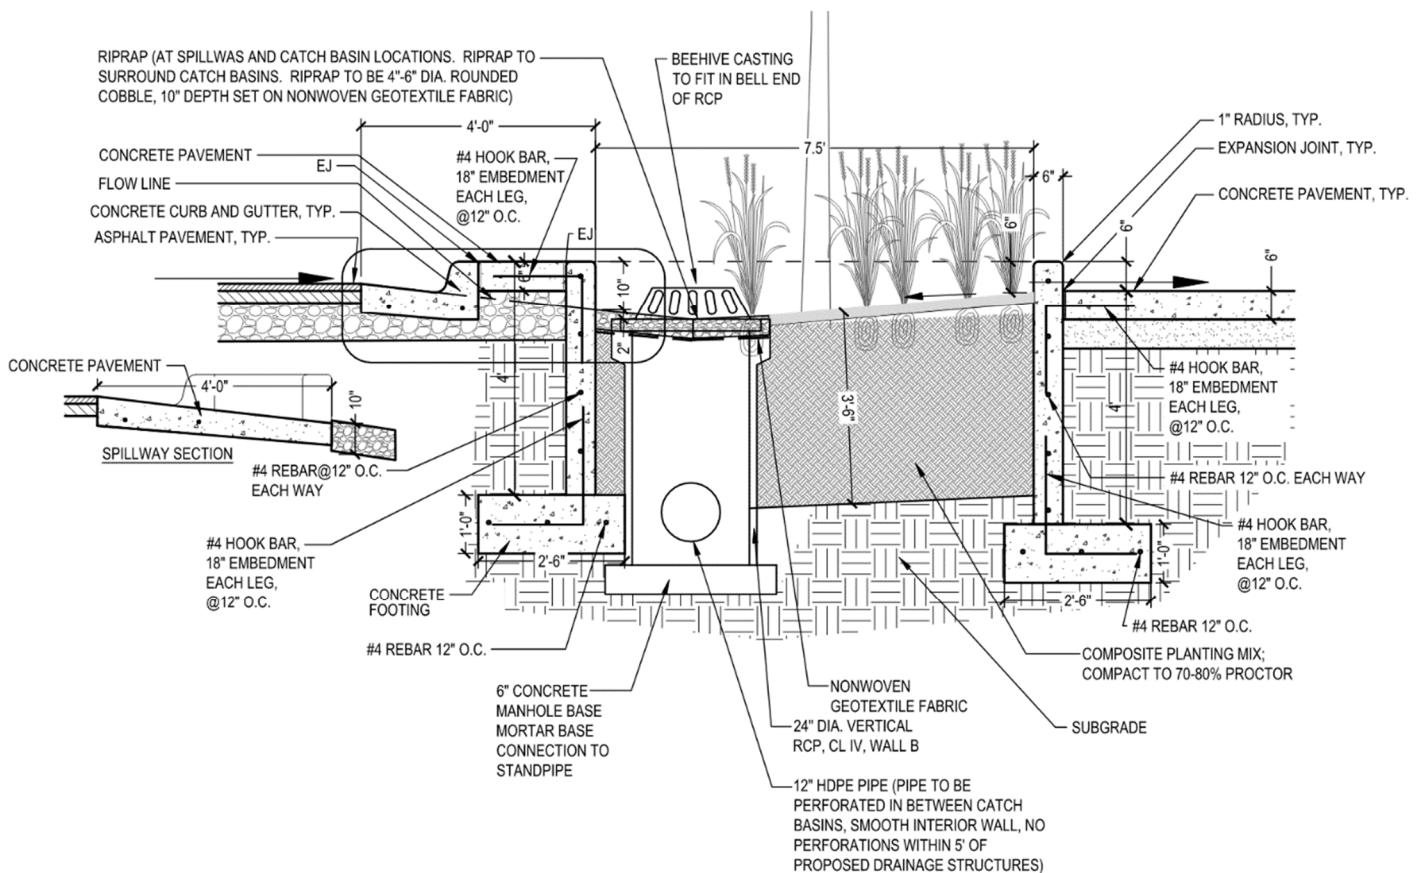 RIPRAP (AT SPILLWAS AND CATCH BASIN LOCATIONS. RIPRAP TO
SURROUND CATCH BASINS. RIPRAP TO BE 4"-6" DIA. ROUNDED
COBBLE, 10" DEPTH SET ON NONWOVEN GEOTEXTILE FABRIC)
BEEHIVE CASTING
TO FIT IN BELL END
OF RCP
4'-0"
7.5'
1" RADIUS, TYP.
EXPANSION JOINT, TYP.
CONCRETE PAVEMENT, TYP.
CONCRETE PAVEMENT
EJ
FLOW LINE
CONCRETE CURB AND GUTTER, TYP.
ASPHALT PAVEMENT, TYP.
#4 HOOK BAR,
18" EMBEDMENT
EACH LEG,
@12" O.C.
EJ
6"
6"
6"
6"
6"
10"
2"
4'
3'-6"
4'
CONCRETE PAVEMENT
4'-0"
10"
SPILLWAY SECTION
#4 REBAR@12" O.C.
EACH WAY
#4 HOOK BAR,
18" EMBEDMENT
EACH LEG,
@12" O.C.
#4 REBAR 12" O.C. EACH WAY
#4 HOOK BAR,
18" EMBEDMENT
EACH LEG,
@12" O.C.
#4 HOOK BAR,
18" EMBEDMENT
EACH LEG,
@12" O.C.
1'-0"
2'-6"
1'-0"
2'-6"
CONCRETE
FOOTING
#4 REBAR 12" O.C.
#4 REBAR 12" O.C.
COMPOSITE PLANTING MIX;
COMPACT TO 70-80% PROCTOR
6" CONCRETE
MANHOLE BASE
MORTAR BASE
CONNECTION TO
STANDPIPE
NONWOVEN
GEOTEXTILE FABRIC
24" DIA. VERTICAL
RCP, CL IV, WALL B
SUBGRADE
12" HDPE PIPE (PIPE TO BE
PERFORATED IN BETWEEN CATCH
BASINS, SMOOTH INTERIOR WALL, NO
PERFORATIONS WITHIN 5' OF
PROPOSED DRAINAGE STRUCTURES)